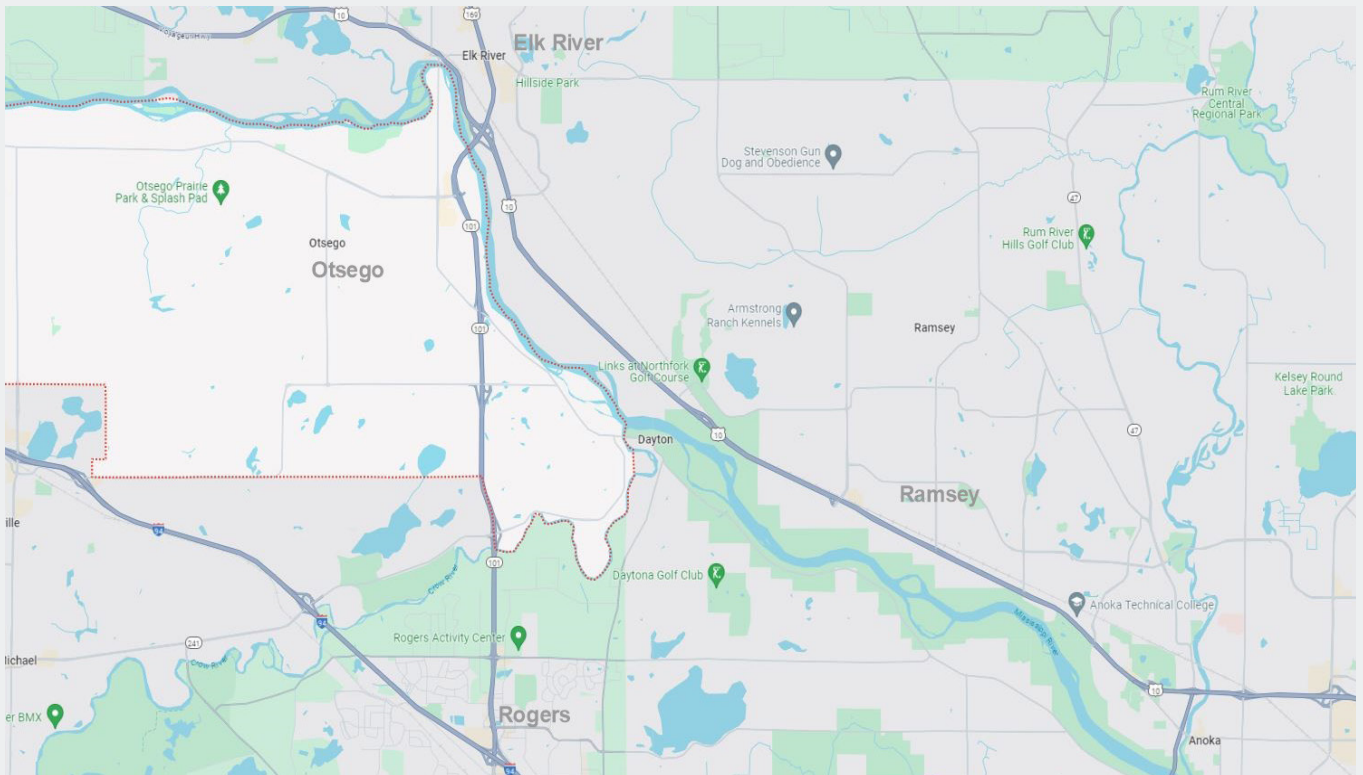 10
169
Elk River
Elk River
Hillside Park
Rum River
Central
Regional Park
Stevenson Gun
Dog and Obedience
Otsego Prairie
Park & Splash Pad
47
10
101
Rum River
Hills Golf Club
Otsego
Otsego
Armstrong
Ranch Kennels
Ramsey
101
Links at Northfork
Golf Course
Kelsey Round
Lake Park
47
10
Dayton
Ramsey
ville
94
101
Crow River
Daytona Golf Club
Anoka Technical College
Mississippi River
94
Rogers Activity Center
241
Michael
Crow River
10
er BMX
Rogers
Anoka
94